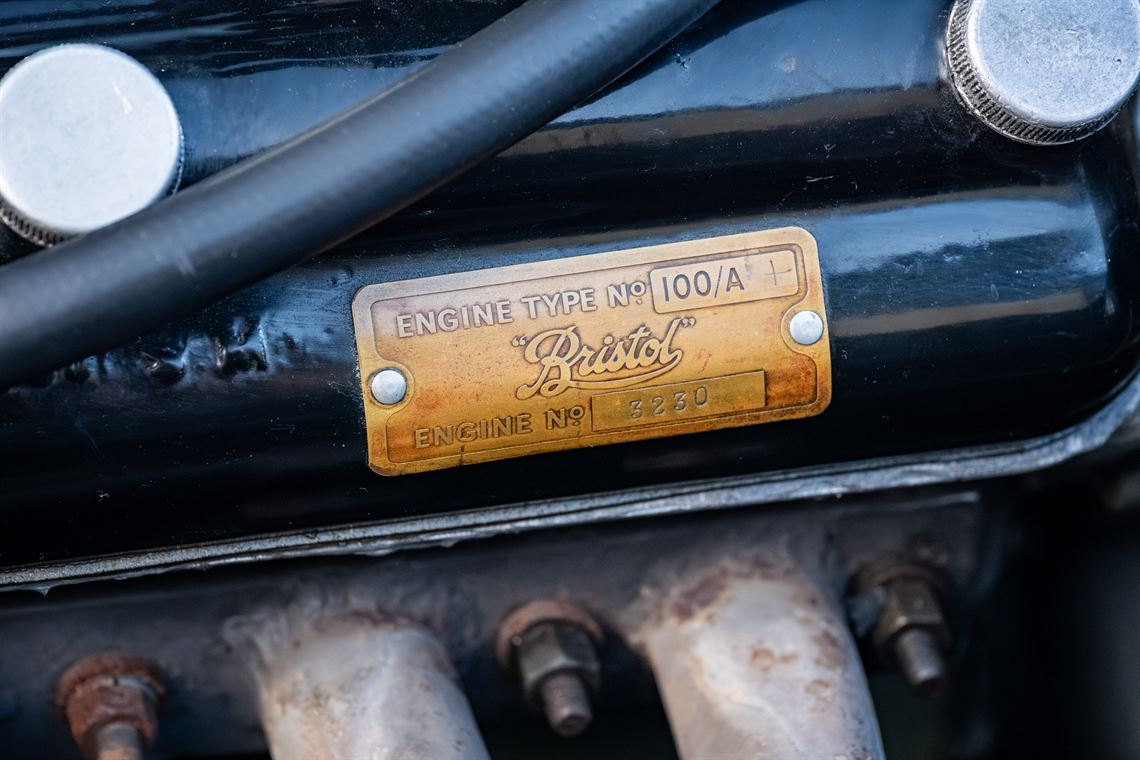 ENGINE TYPE Nº 100/A +
"Bristol"
ENGINE Nº 3230